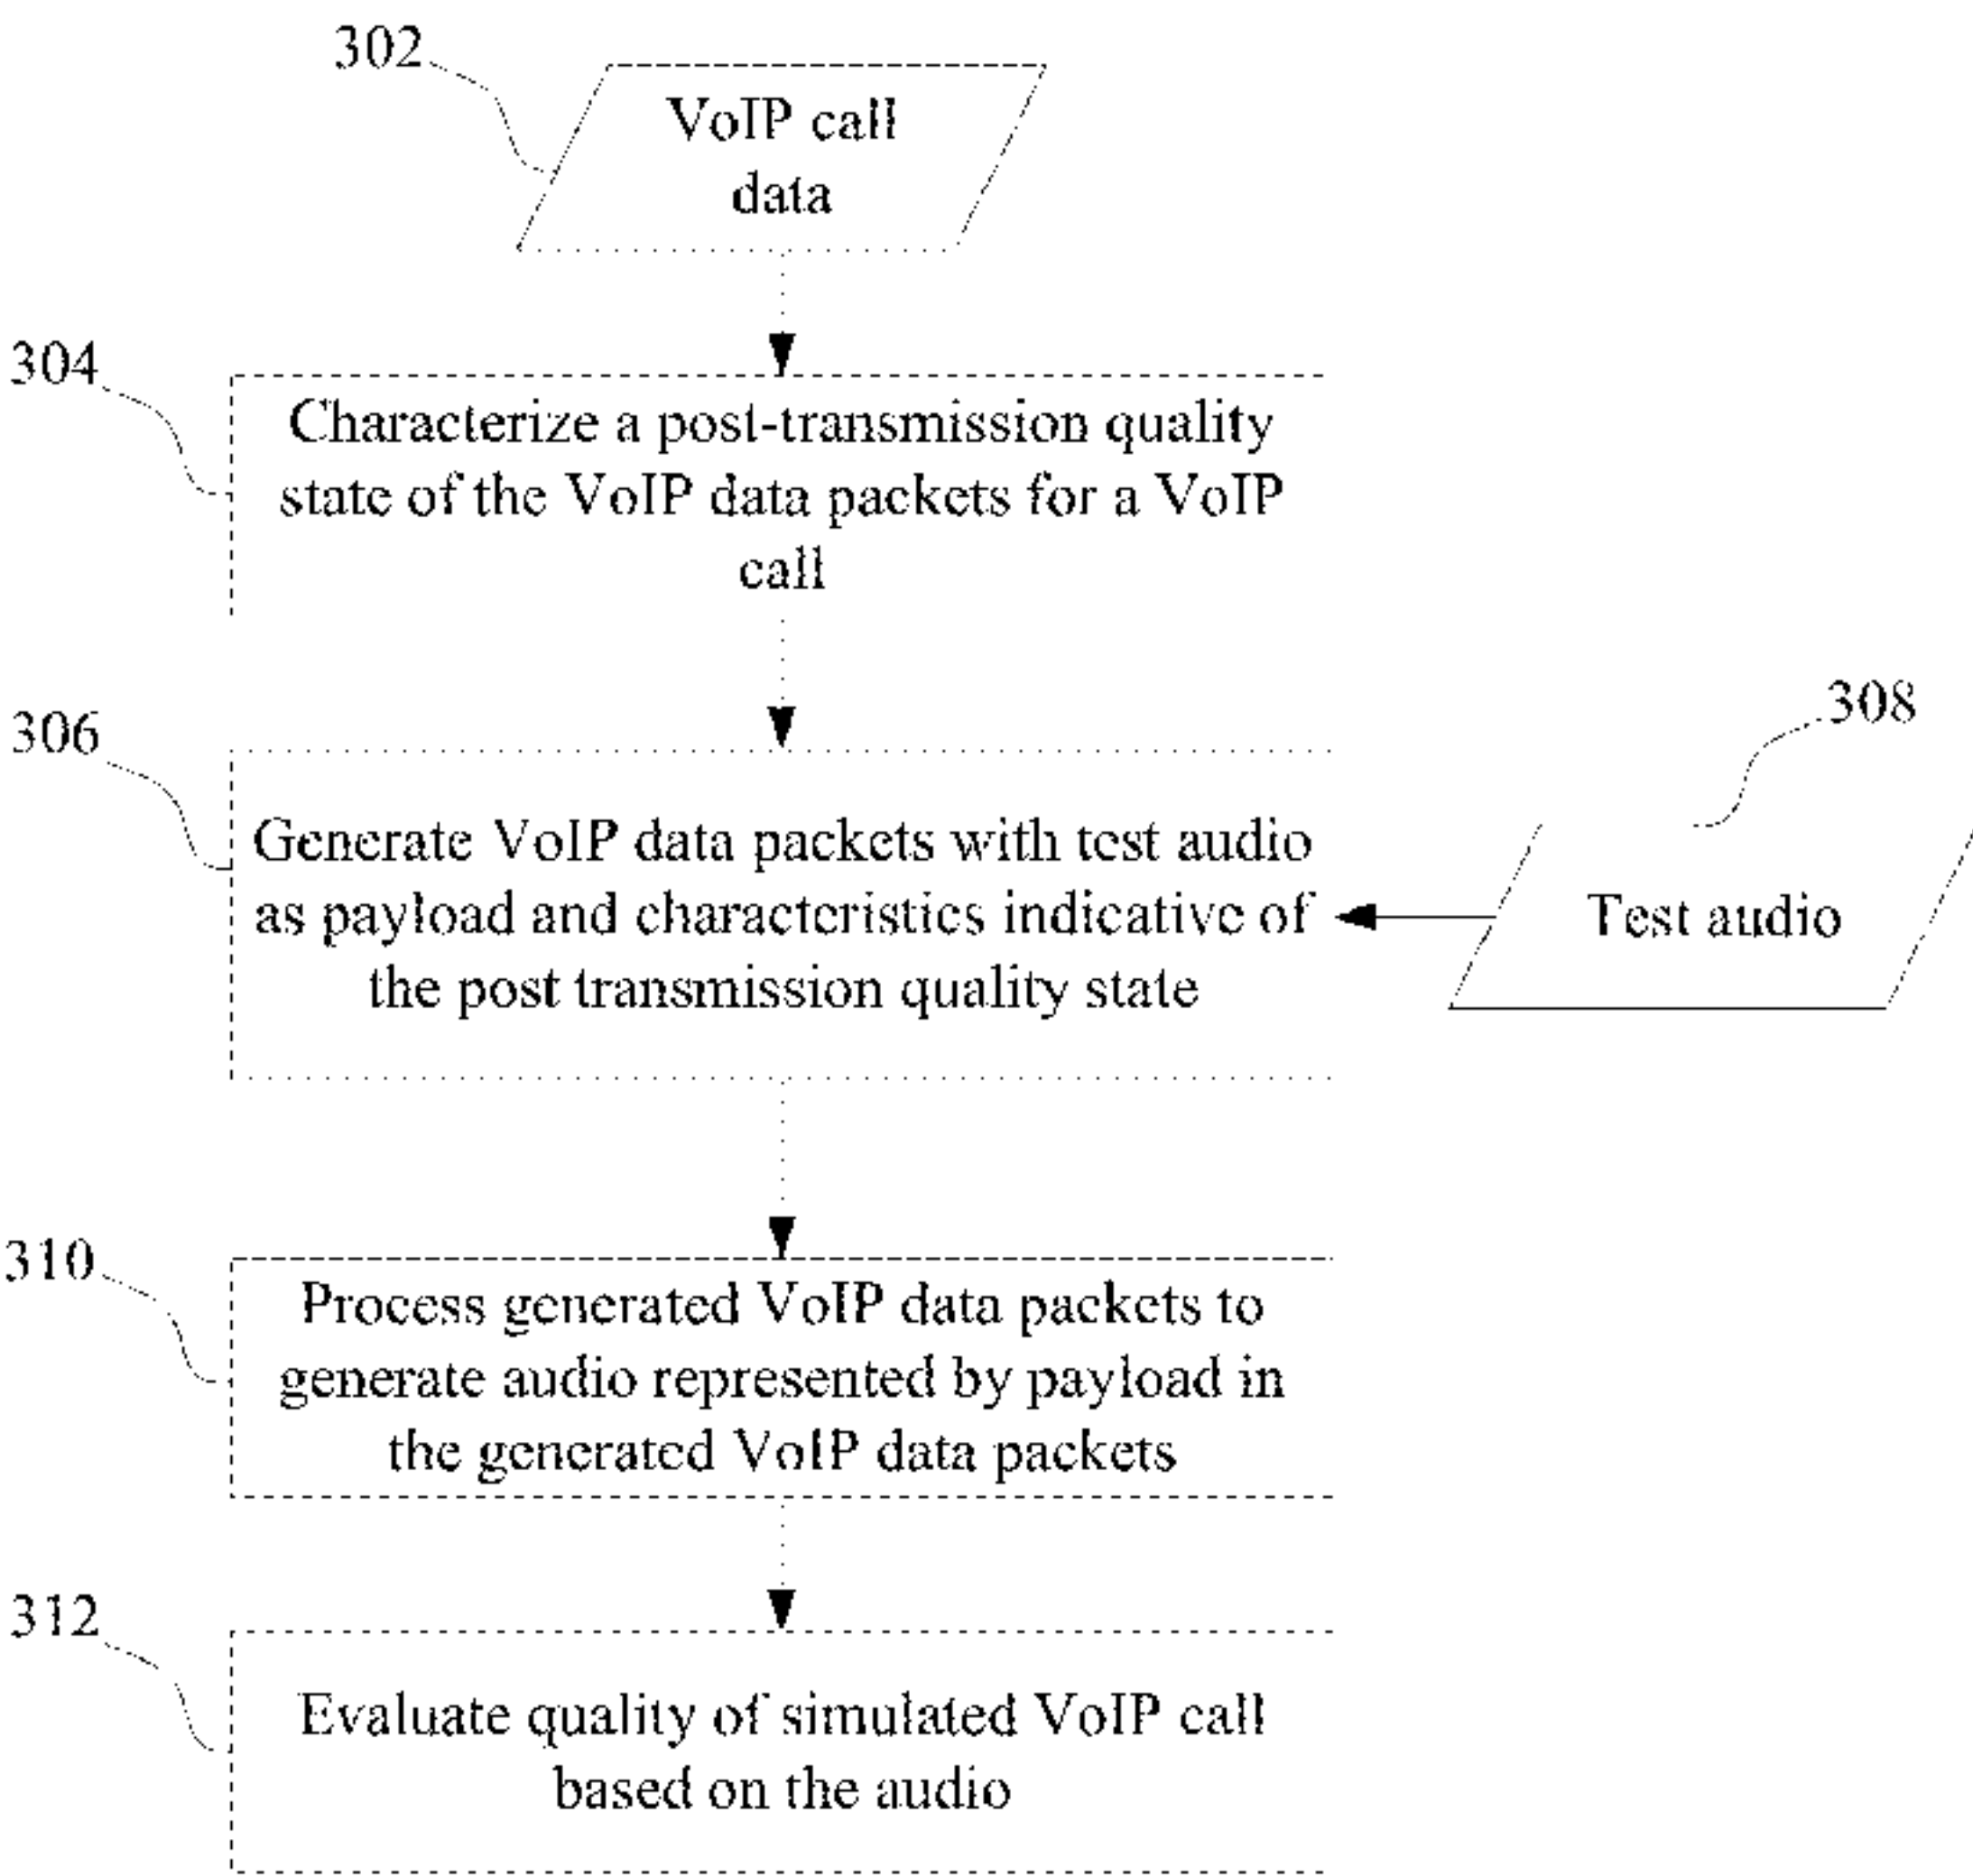 302
VoIP call
data
304
Characterize a post-transmission quality
state of the VoIP data packets for a VoIP
call
306
308
Generate VoIP data packets with test audio
as payload and characteristics indicative of
the post transmission quality state
Test audio
310
Process generated VoIP data packets to
generate audio represented by payload in
the generated VoIP data packets
312
Evaluate quality of simulated VoIP call
based on the audio